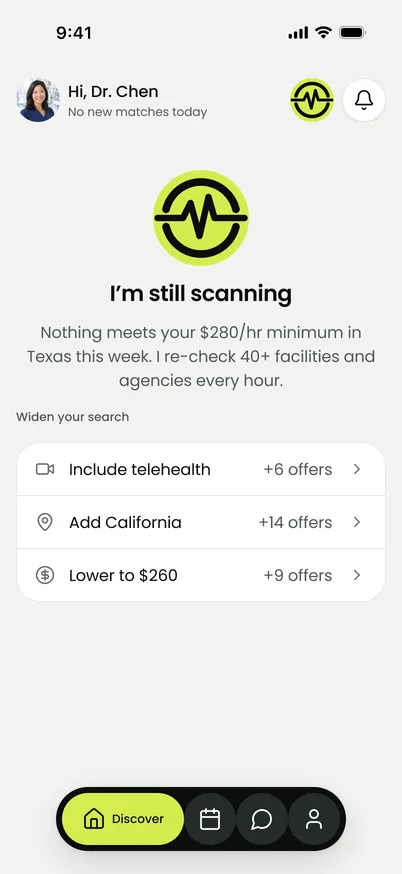 9:41
Hi, Dr. Chen
No new matches today
I'm still scanning
Nothing meets your $280/hr minimum in
Texas this week. I re-check 40+ facilities and
agencies every hour.
Widen your search
Include telehealth +6 offers
Add California +14 offers
Lower to $260 +9 offers
Discover